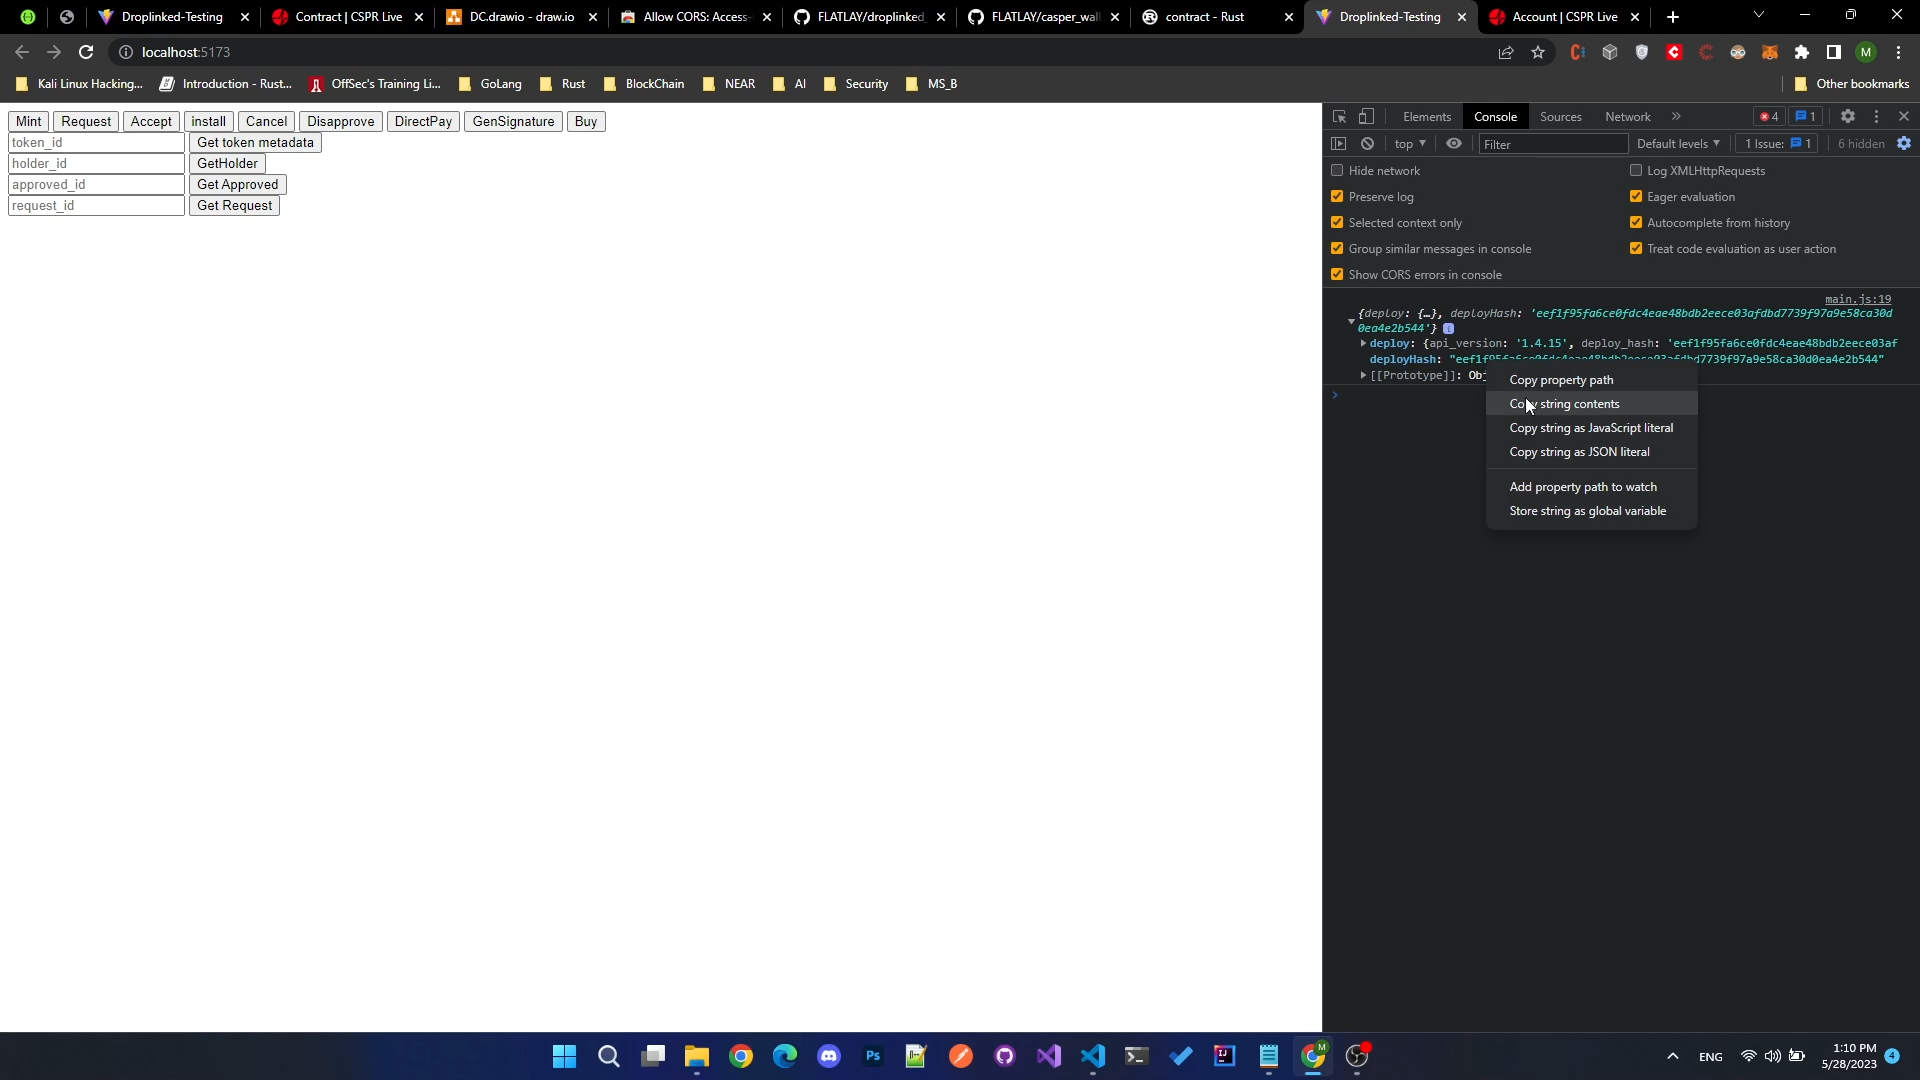 Droplinked-Testing
Contract | CSPR Live
DC.drawio - draw.io
Allow CORS: Access-
FLATLAY/droplinked_
FLATLAY/casper_wall
contract - Rust
Droplinked-Testing
Account | CSPR Live
localhost:5173
M
Kali Linux Hacking...
Introduction - Rust...
OffSec's Training Li...
GoLang
Rust
BlockChain
NEAR
AI
Security
MS_B
Other bookmarks
Mint Request Accept install Cancel Disapprove DirectPay GenSignature Buy
token_id Get token metadata
holder_id GetHolder
approved_id Get Approved
request_id Get Request
Elements Console Sources Network » 4 1
top Filter Default levels 1 Issue: 1 6 hidden
Hide network Log XMLHttpRequests
Preserve log Eager evaluation
Selected context only Autocomplete from history
Group similar messages in console Treat code evaluation as user action
Show CORS errors in console
main.js:19
{deploy: {…}, deployHash: 'eef1f95fa6ce0fdc4eae48bdb2eece03afdbd7739f97a9e58ca30d
0ea4e2b544'}
deploy: {api_version: '1.4.15', deploy_hash: 'eef1f95fa6ce0fdc4eae48bdb2eece03af
deployHash: "eef1f95fa6ce0fdc4eae48bdb2eece03afdbd7739f97a9e58ca30d0ea4e2b544"
[[Prototype]]: Obj
Copy property path
Copy string contents
Copy string as JavaScript literal
Copy string as JSON literal
Add property path to watch
Store string as global variable
Ps
IJ
M
ENG
1:10 PM
5/28/2023
4